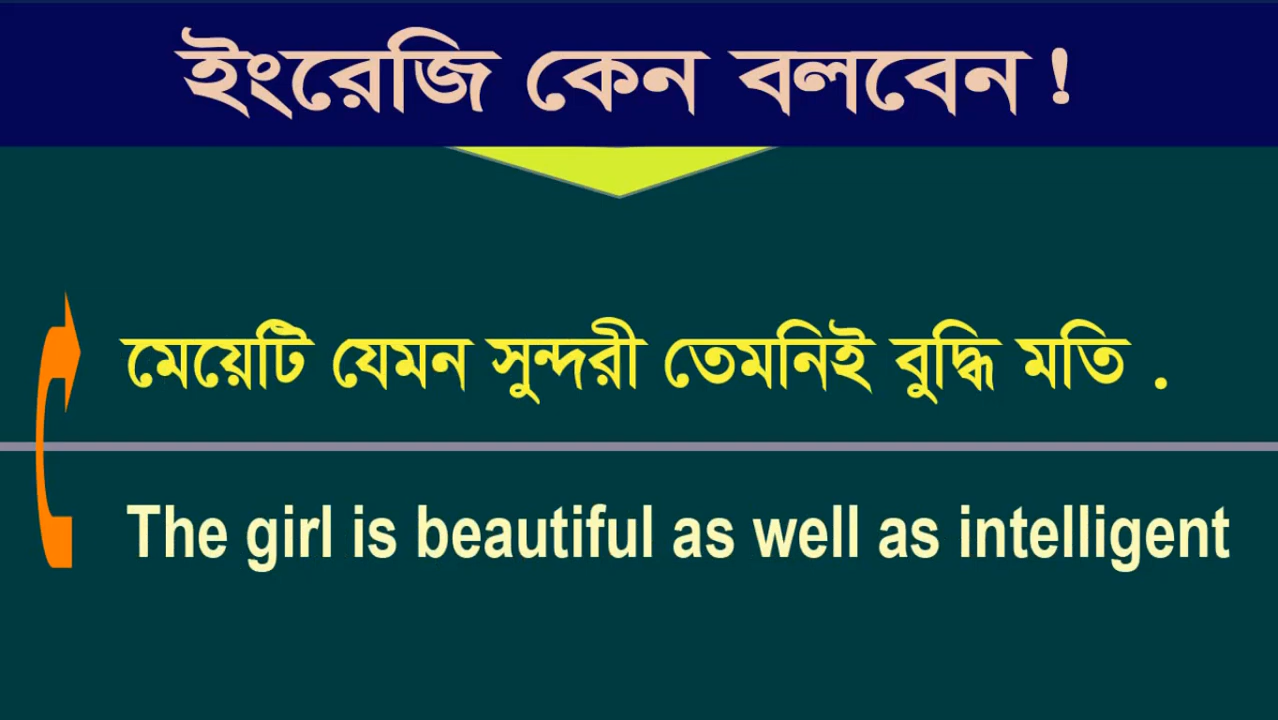 ইংরেজি কেন বলবেন!
মেয়েটি যেমন সুন্দরী তেমনিই বুদ্ধি মতি .
The girl is beautiful as well as intelligent